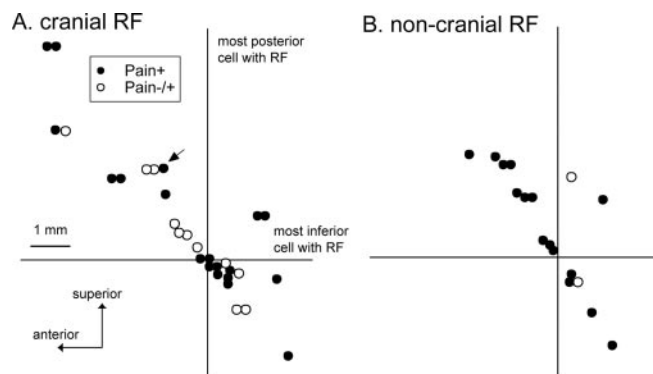 A. cranial RF
most posterior
cell with RF
Pain+
Pain-/+
1 mm
most inferior
cell with RF
superior
anterior
B. non-cranial RF